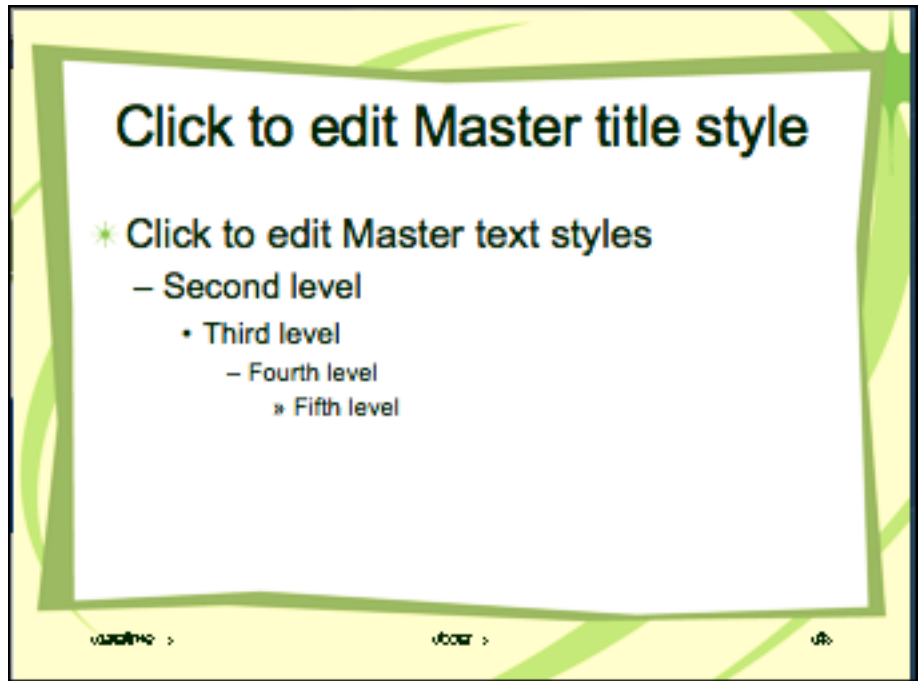 Click to edit Master title style
Click to edit Master text styles
– Second level
• Third level
– Fourth level
» Fifth level